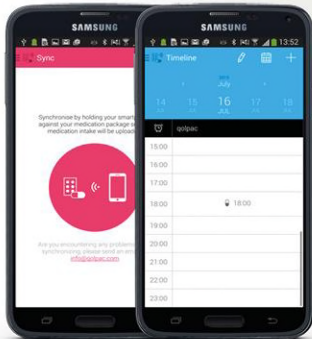 SAMSUNG
Sync
Synchronise by holding your smart
against your medication package
medication intake will be upload
Are you encountering any problem
synchronizing, please send an
info@qolpac.com
SAMSUNG
13:52
Timeline
July
14 15 16 17 18
JUL
qolpac
15:00
16:00
17:00
18:00 18:00
19:00
20:00
21:00
22:00
23:00